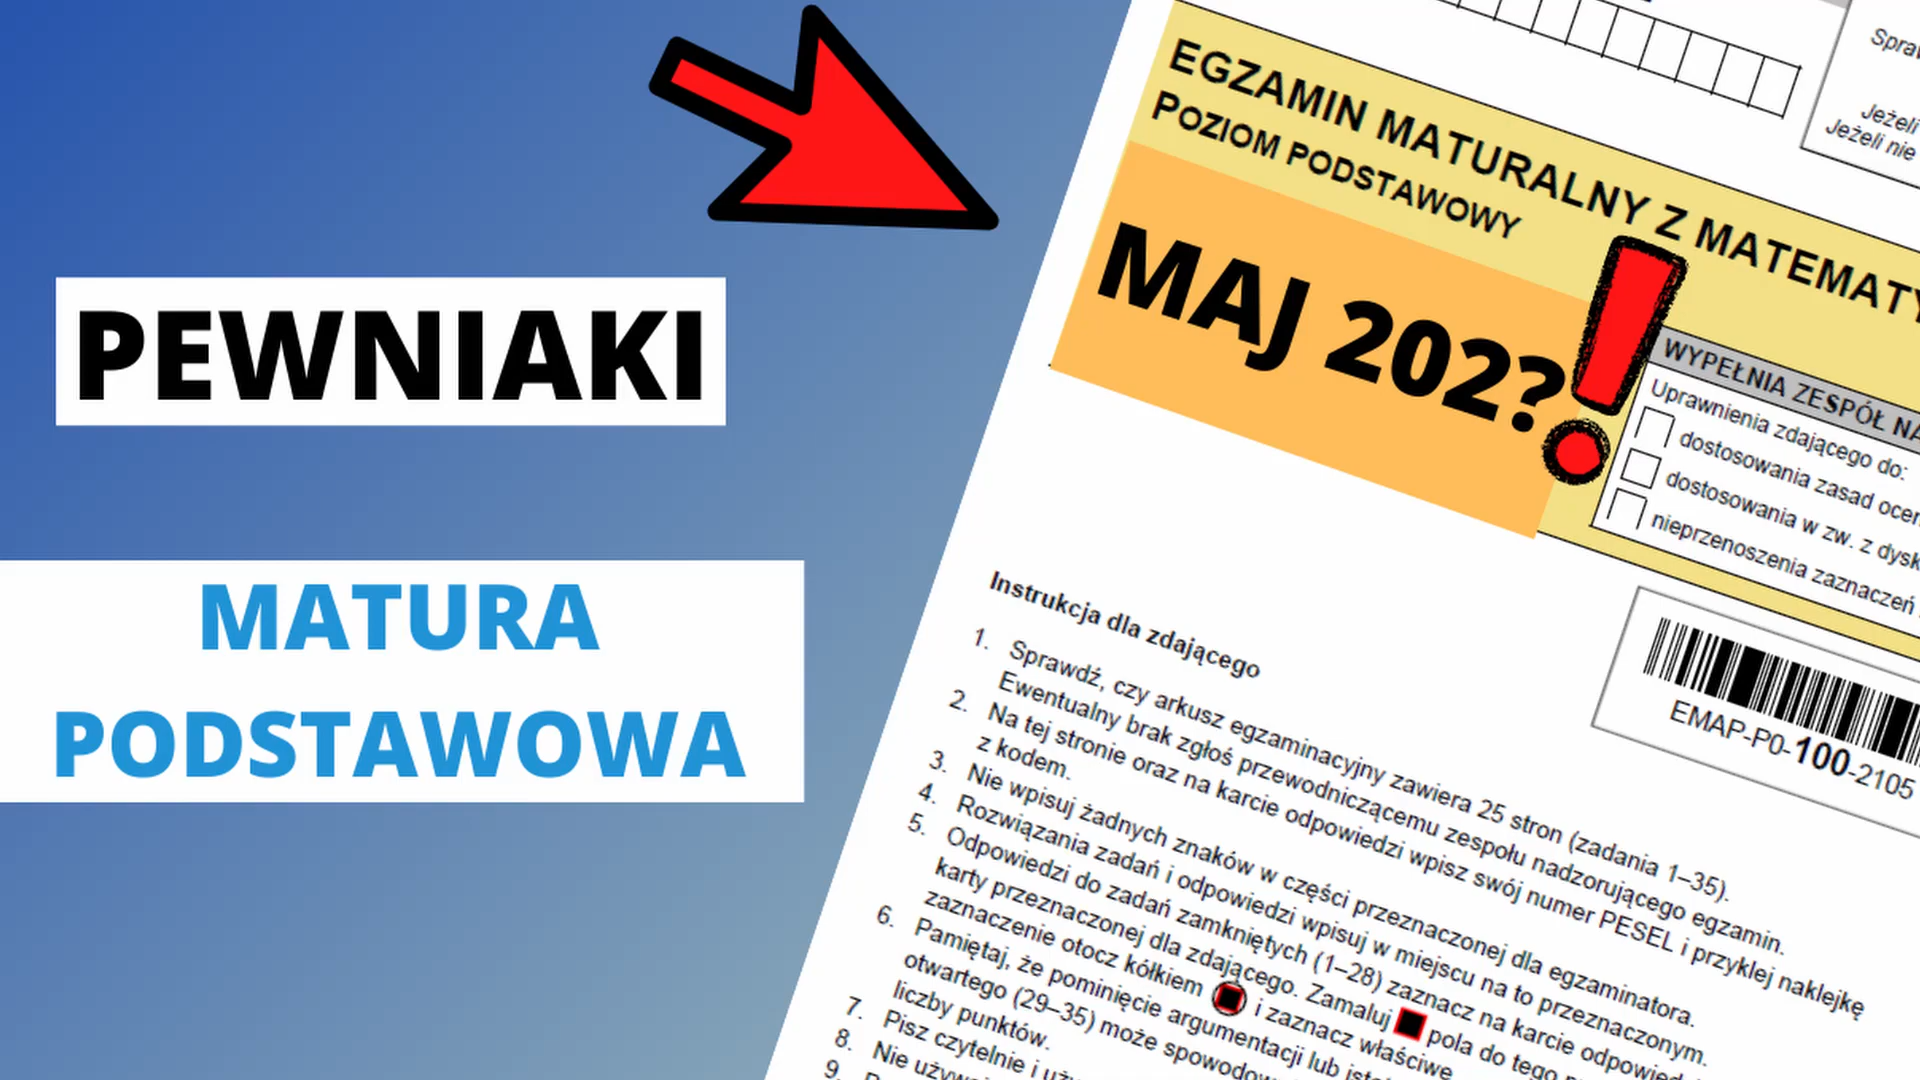 PEWNIAKI
MATURA
PODSTAWOWA
EGZAMIN MATURALNY Z MATEMATY
POZIOM PODSTAWOWY
MAJ 202?!
Jeżeli
Jeżeli nie
WYPEŁNIA ZESPÓŁ
Uprawnienia zdającego do:
dostosowania zasad
dostosowania w zw. z
nieprzenoszenia zaznaczeń
EMAP-P0-100-2105
Instrukcja dla zdającego
1. Sprawdź, czy arkusz egzaminacyjny zawiera 25 stron (zadania 1–35).
Ewentualny brak zgłoś przewodniczącemu zespołu nadzorującego egzamin.
2. Na tej stronie oraz na karcie odpowiedzi wpisz swój numer PESEL i przyklej naklejkę
z kodem.
3. Nie wpisuj żadnych znaków w części przeznaczonej dla egzaminatora.
4. Rozwiązania zadań i odpowiedzi wpisuj w miejscu na to przeznaczonym.
5. Odpowiedzi do zadań zamkniętych (1–28) zaznacz na karcie odpowiedzi
karty przeznaczonej dla zdającego. Zamaluj pola do tego
zaznaczenie otocz kółkiem i zaznacz właściwe.
6. Pamiętaj, że pominięcie argumentacji lub
otwartego (29–35) może
liczby punktów.
7. Pisz czytelnie i
8. Nie
9.